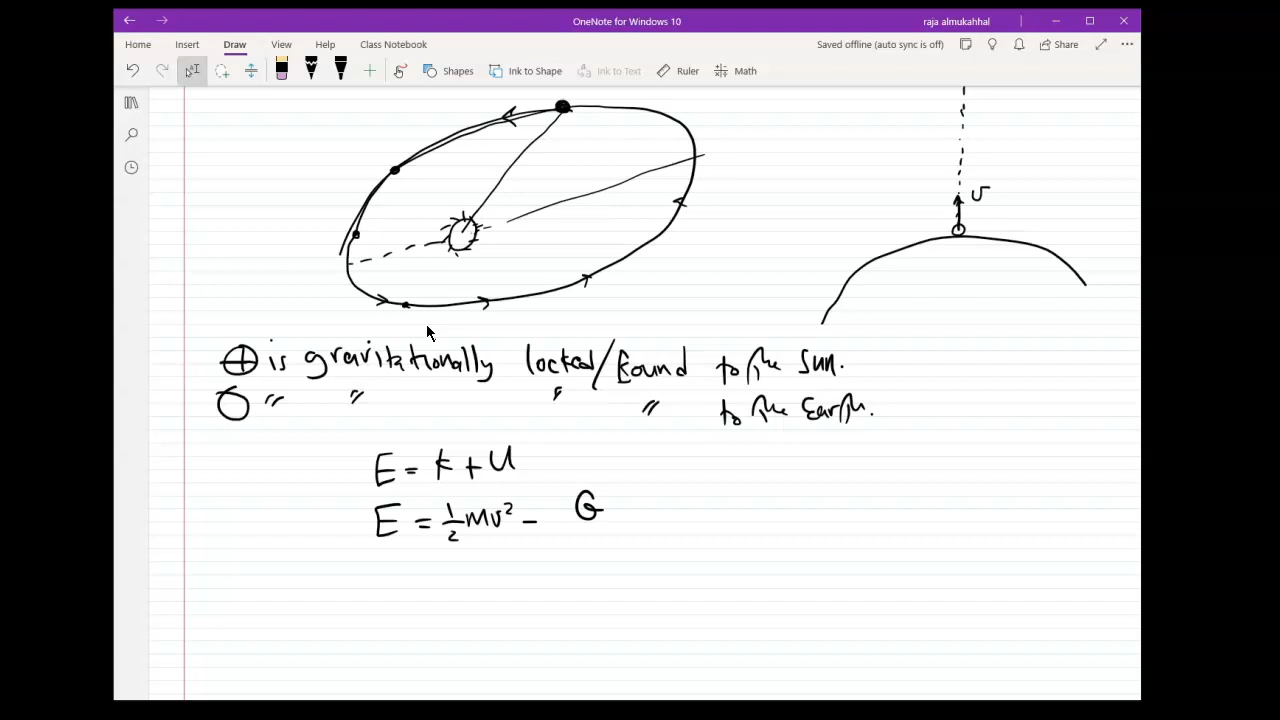 OneNote for Windows 10
raja almukahhal
Home Insert Draw View Help Class Notebook
Saved offline (auto sync is off) Share
Shapes Ink to Shape Ink to Text Ruler Math
v
⊕ is gravitationally locked/bound to the Sun.
O " " " " to the Earth.
E = K + U
E = ½mv² - G